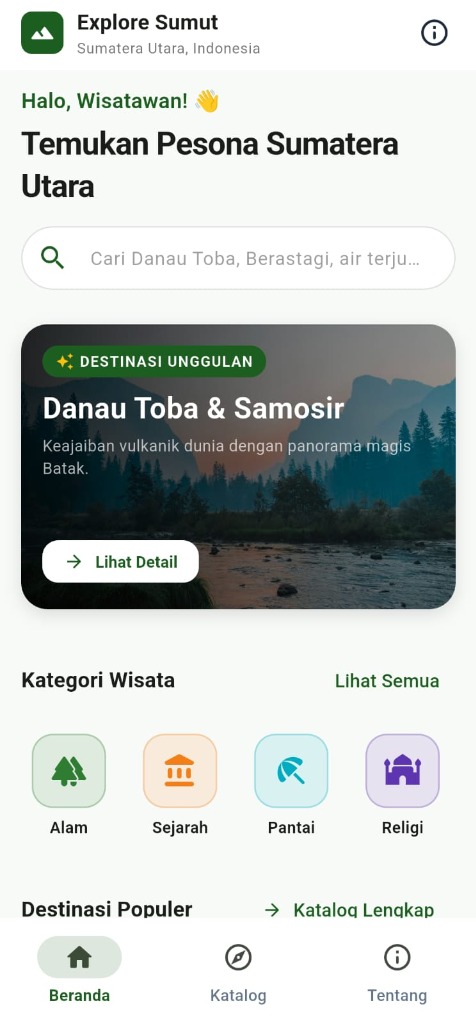 Explore Sumut
Sumatera Utara, Indonesia
Halo, Wisatawan! 👋
Temukan Pesona Sumatera
Utara
Cari Danau Toba, Berastagi, air terju...
✨ DESTINASI UNGGULAN
Danau Toba & Samosir
Keajaiban vulkanik dunia dengan panorama magis
Batak.
→ Lihat Detail
Kategori Wisata
Lihat Semua
Alam
Sejarah
Pantai
Religi
Destinasi Populer
→ Katalog Lengkap
Beranda
Katalog
Tentang